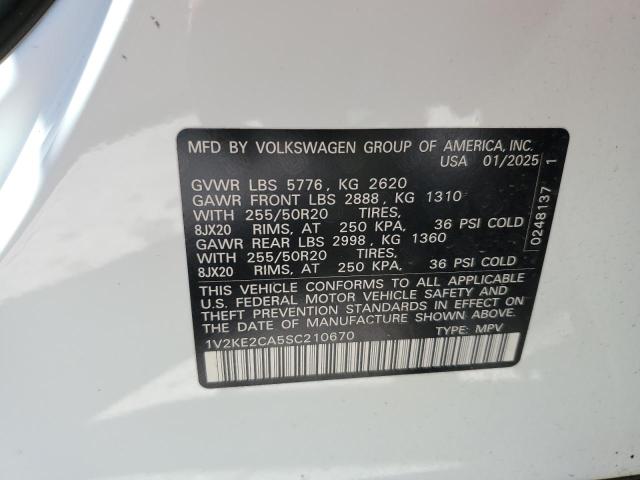 MFD BY VOLKSWAGEN GROUP OF AMERICA, INC.
USA 01/2025
GVWR LBS 5776, KG 2620
GAWR FRONT LBS 2888, KG 1310
WITH 255/50R20 TIRES,
8JX20 RIMS, AT 250 KPA, 36 PSI COLD
GAWR REAR LBS 2998, KG 1360
WITH 255/50R20 TIRES,
8JX20 RIMS, AT 250 KPA, 36 PSI COLD
THIS VEHICLE CONFORMS TO ALL APPLICABLE
U.S. FEDERAL MOTOR VEHICLE SAFETY AND
THEFT PREVENTION STANDARDS IN EFFECT ON
THE DATE OF MANUFACTURE SHOWN ABOVE.
1V2KE2CA5SC210670 TYPE: MPV
0248137 1